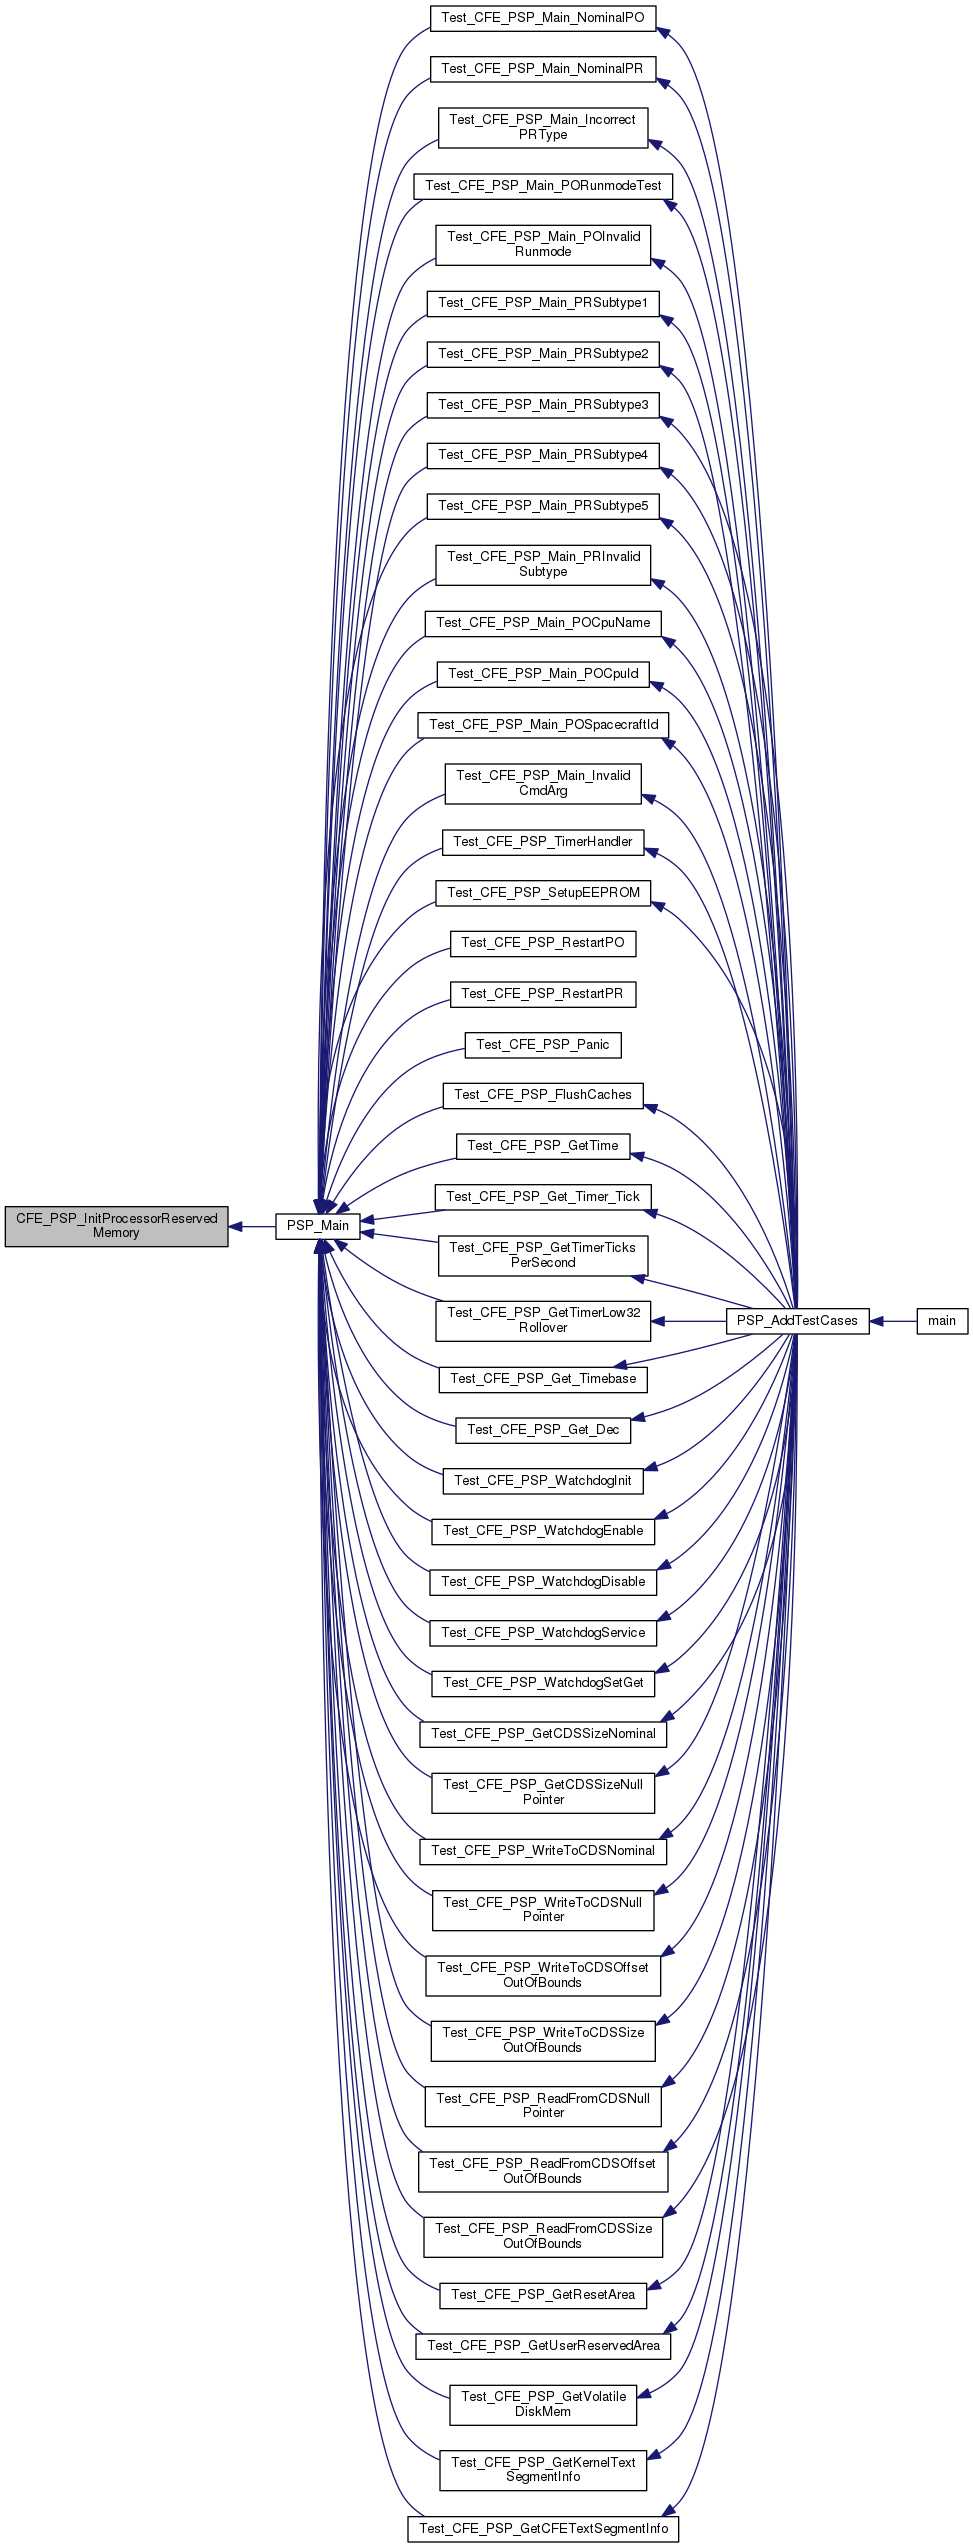 Test_CFE_PSP_Main_NominalPO
Test_CFE_PSP_Main_NominalPR
Test_CFE_PSP_Main_Incorrect
PRType
Test_CFE_PSP_Main_PORunmodeTest
Test_CFE_PSP_Main_POInvalid
Runmode
Test_CFE_PSP_Main_PRSubtype1
Test_CFE_PSP_Main_PRSubtype2
Test_CFE_PSP_Main_PRSubtype3
Test_CFE_PSP_Main_PRSubtype4
Test_CFE_PSP_Main_PRSubtype5
Test_CFE_PSP_Main_PRInvalid
Subtype
Test_CFE_PSP_Main_POCpuName
Test_CFE_PSP_Main_POCpuId
Test_CFE_PSP_Main_POSpacecraftId
Test_CFE_PSP_Main_Invalid
CmdArg
Test_CFE_PSP_TimerHandler
Test_CFE_PSP_SetupEEPROM
Test_CFE_PSP_RestartPO
Test_CFE_PSP_RestartPR
Test_CFE_PSP_Panic
Test_CFE_PSP_FlushCaches
Test_CFE_PSP_GetTime
Test_CFE_PSP_Get_Timer_Tick
CFE_PSP_InitProcessorReserved
Memory
PSP_Main
Test_CFE_PSP_GetTimerTicks
PerSecond
Test_CFE_PSP_GetTimerLow32
Rollover
PSP_AddTestCases
main
Test_CFE_PSP_Get_Timebase
Test_CFE_PSP_Get_Dec
Test_CFE_PSP_WatchdogInit
Test_CFE_PSP_WatchdogEnable
Test_CFE_PSP_WatchdogDisable
Test_CFE_PSP_WatchdogService
Test_CFE_PSP_WatchdogSetGet
Test_CFE_PSP_GetCDSSizeNominal
Test_CFE_PSP_GetCDSSizeNull
Pointer
Test_CFE_PSP_WriteToCDSNominal
Test_CFE_PSP_WriteToCDSNull
Pointer
Test_CFE_PSP_WriteToCDSOffset
OutOfBounds
Test_CFE_PSP_WriteToCDSSize
OutOfBounds
Test_CFE_PSP_ReadFromCDSNull
Pointer
Test_CFE_PSP_ReadFromCDSOffset
OutOfBounds
Test_CFE_PSP_ReadFromCDSSize
OutOfBounds
Test_CFE_PSP_GetResetArea
Test_CFE_PSP_GetUserReservedArea
Test_CFE_PSP_GetVolatile
DiskMem
Test_CFE_PSP_GetKernelText
SegmentInfo
Test_CFE_PSP_GetCFETextSegmentInfo